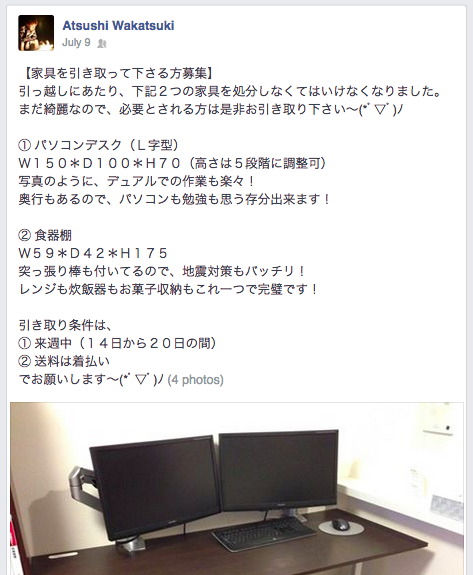 Atsushi Wakatsuki
July 9
【家具を引き取って下さる方募集】
引っ越しにあたり、下記２つの家具を処分しなくてはいけなくなりました。
まだ綺麗なので、必要とされる方は是非お引き取り下さい〜(*ﾟ▽ﾟ)ﾉ
① パソコンデスク（Ｌ字型）
Ｗ１５０＊Ｄ１００＊Ｈ７０（高さは５段階に調整可）
写真のように、デュアルでの作業も楽々！
奥行もあるので、パソコンも勉強も思う存分出来ます！
② 食器棚
Ｗ５９＊Ｄ４２＊Ｈ１７５
突っ張り棒も付いてるので、地震対策もバッチリ！
レンジも炊飯器もお菓子収納もこれ一つで完璧です！
引き取り条件は、
① 来週中（１４日から２０日の間）
② 送料は着払い
でお願いします〜(*ﾟ▽ﾟ)ﾉ (4 photos)